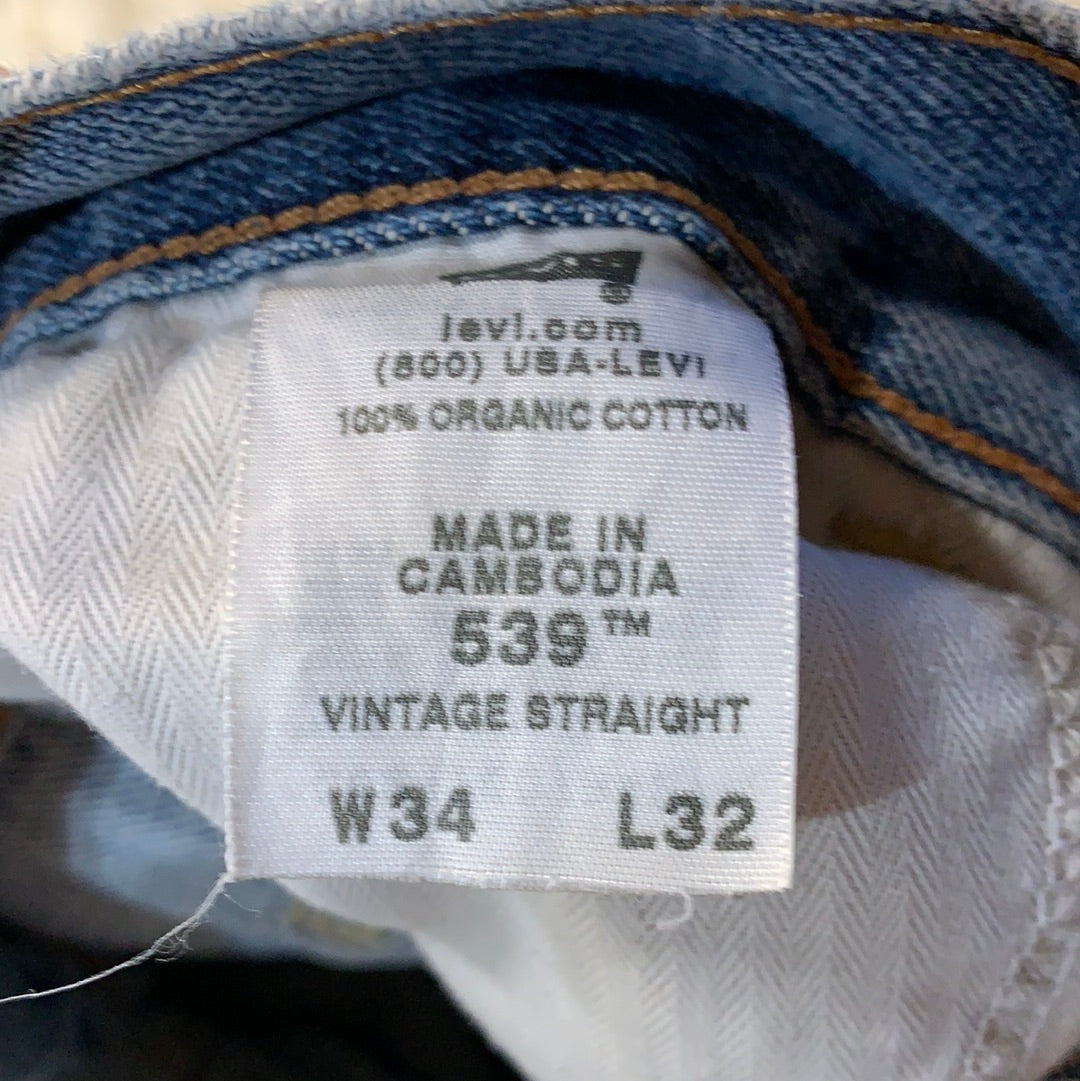 levi.com
(800) USA-LEVI
100% ORGANIC COTTON
MADE IN
CAMBODIA
539™
VINTAGE STRAIGHT
W34 L32